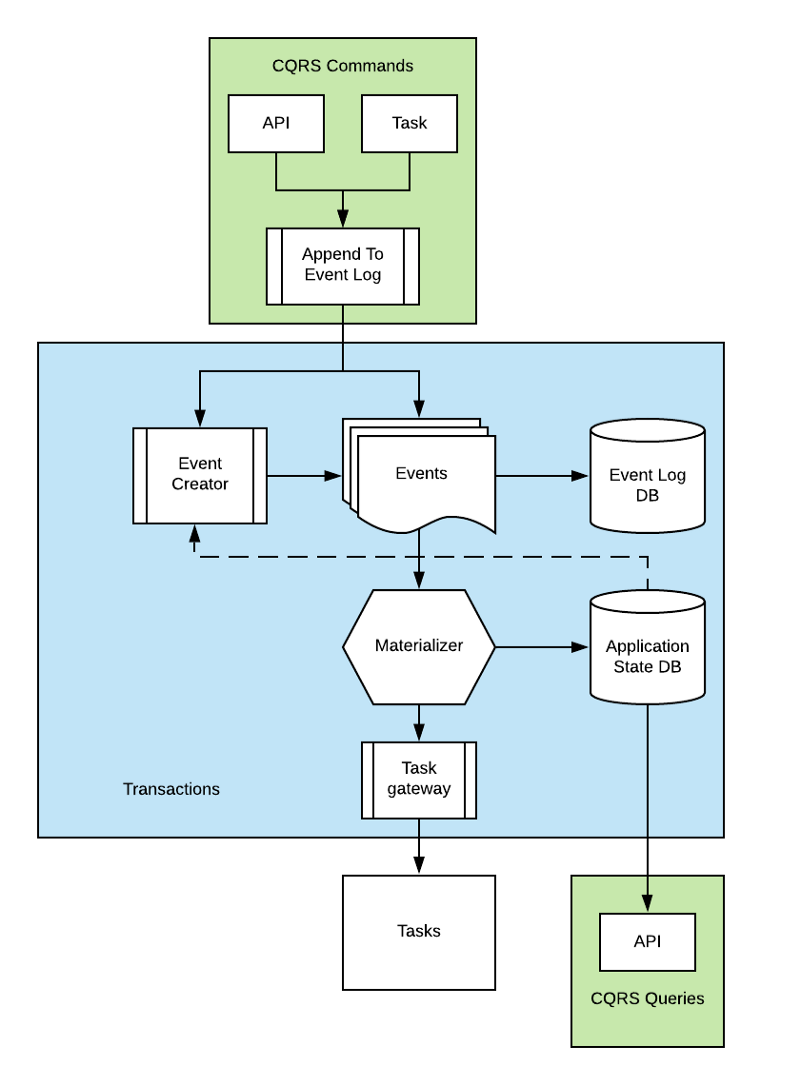 CQRS Commands
API
Task
Append To
Event Log
Event
Creator
Events
Event Log
DB
Materializer
Application
State DB
Task
gateway
Transactions
Tasks
API
CQRS Queries